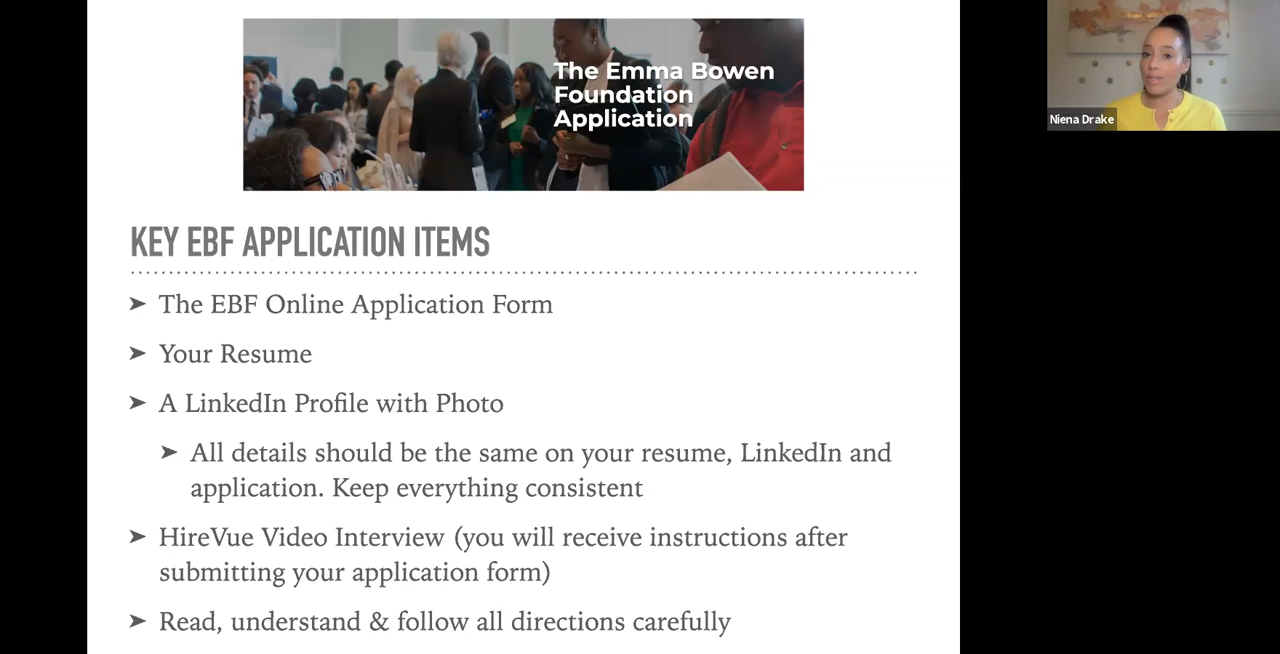 The Emma Bowen
Foundation
Application
Niena Drake
KEY EBF APPLICATION ITEMS
➤ The EBF Online Application Form
➤ Your Resume
➤ A LinkedIn Profile with Photo
➤ All details should be the same on your resume, LinkedIn and
application. Keep everything consistent
➤ HireVue Video Interview (you will receive instructions after
submitting your application form)
➤ Read, understand & follow all directions carefully